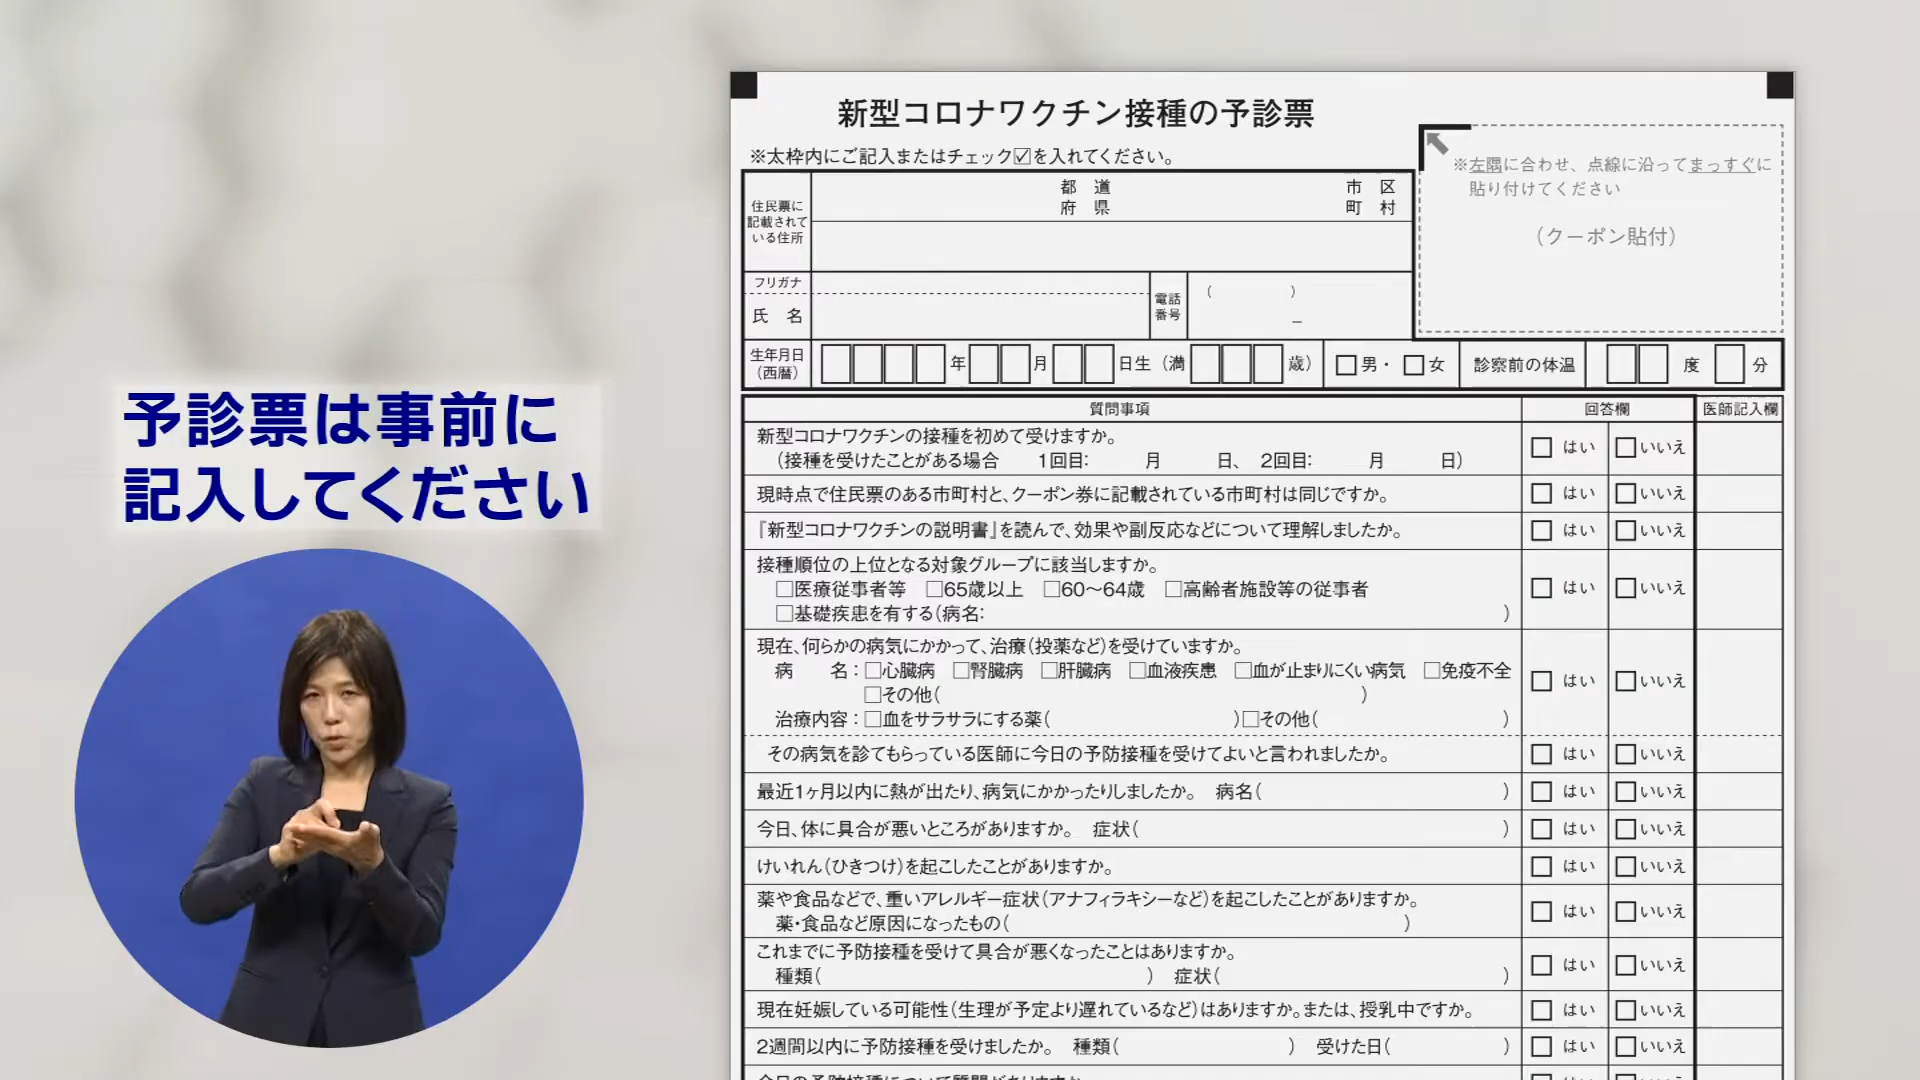 予診票は事前に
記入してください
新型コロナワクチン接種の予診票
※太枠内にご記入またはチェック☑を入れてください。
※左隅に合わせ、点線に沿ってまっすぐに
貼り付けてください
(クーポン貼付)
住民票に
記載されて
いる住所
都 道
府 県
市 区
町 村
フリガナ
氏 名
電話
番号
( )
–
生年月日
(西暦)
□□□□年□□月□□日生(満□□□歳)
□男・□女
診察前の体温
□□度□分
質問事項 回答欄 医師記入欄
新型コロナワクチンの接種を初めて受けますか。
(接種を受けたことがある場合 1回目: 月 日、 2回目: 月 日)
□はい □いいえ
現時点で住民票のある市町村と、クーポン券に記載されている市町村は同じですか。 □はい □いいえ
『新型コロナワクチンの説明書』を読んで、効果や副反応などについて理解しましたか。 □はい □いいえ
接種順位の上位となる対象グループに該当しますか。
□医療従事者等 □65歳以上 □60〜64歳 □高齢者施設等の従事者
□基礎疾患を有する(病名: )
□はい □いいえ
現在、何らかの病気にかかって、治療(投薬など)を受けていますか。
病 名:□心臓病 □腎臓病 □肝臓病 □血液疾患 □血が止まりにくい病気 □免疫不全
□その他( )
治療内容:□血をサラサラにする薬( )□その他( )
□はい □いいえ
その病気を診てもらっている医師に今日の予防接種を受けてよいと言われましたか。 □はい □いいえ
最近1ヶ月以内に熱が出たり、病気にかかったりしましたか。 病名( ) □はい □いいえ
今日、体に具合が悪いところがありますか。 症状( ) □はい □いいえ
けいれん(ひきつけ)を起こしたことがありますか。 □はい □いいえ
薬や食品などで、重いアレルギー症状(アナフィラキシーなど)を起こしたことがありますか。
薬・食品など原因になったもの( )
□はい □いいえ
これまでに予防接種を受けて具合が悪くなったことはありますか。
種類( ) 症状( )
□はい □いいえ
現在妊娠している可能性(生理が予定より遅れているなど)はありますか。または、授乳中ですか。 □はい □いいえ
2週間以内に予防接種を受けましたか。 種類( ) 受けた日( ) □はい □いいえ